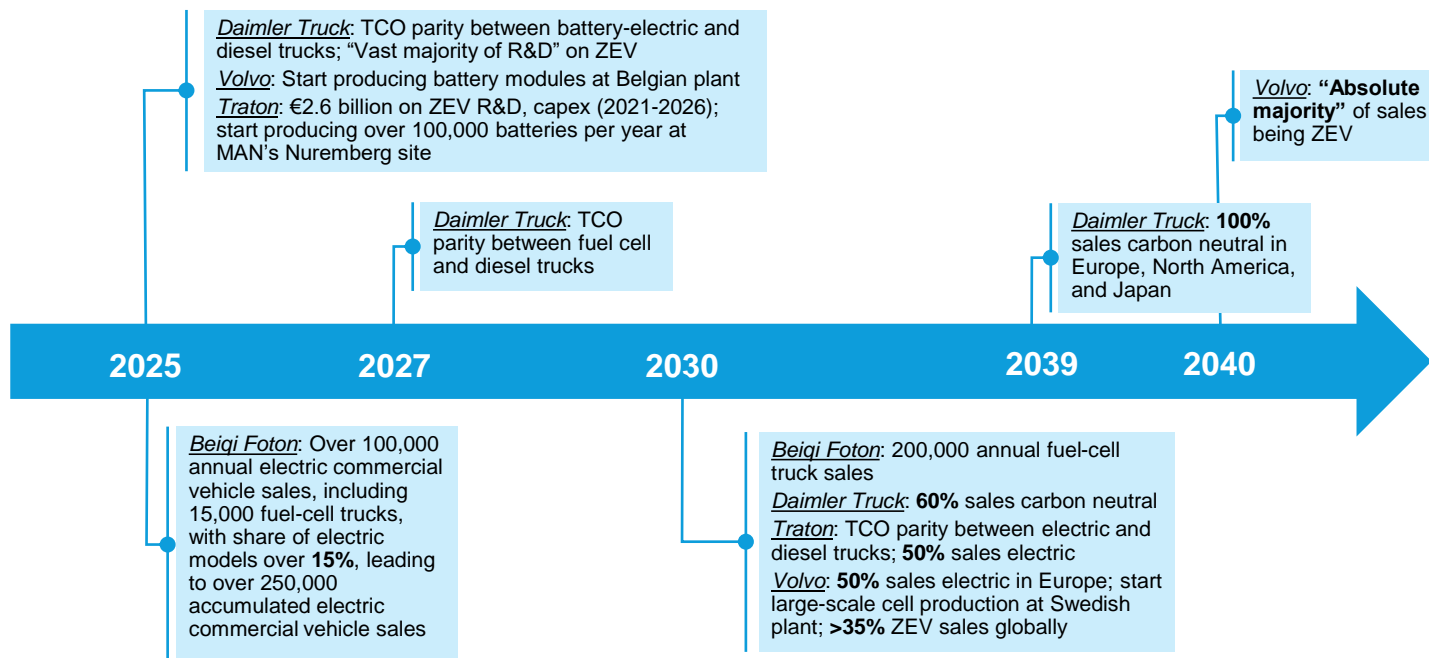 Daimler Truck: TCO parity between battery-electric and
diesel trucks; “Vast majority of R&D” on ZEV
Volvo: Start producing battery modules at Belgian plant
Traton: €2.6 billion on ZEV R&D, capex (2021-2026);
start producing over 100,000 batteries per year at
MAN’s Nuremberg site
Volvo: “Absolute
majority” of sales
being ZEV
Daimler Truck: TCO
parity between fuel cell
and diesel trucks
Daimler Truck: 100%
sales carbon neutral in
Europe, North America,
and Japan
2025
2027
2030
2039
2040
Beiqi Foton: Over 100,000
annual electric commercial
vehicle sales, including
15,000 fuel-cell trucks,
with share of electric
models over 15%, leading
to over 250,000
accumulated electric
commercial vehicle sales
Beiqi Foton: 200,000 annual fuel-cell
truck sales
Daimler Truck: 60% sales carbon neutral
Traton: TCO parity between electric and
diesel trucks; 50% sales electric
Volvo: 50% sales electric in Europe; start
large-scale cell production at Swedish
plant; >35% ZEV sales globally